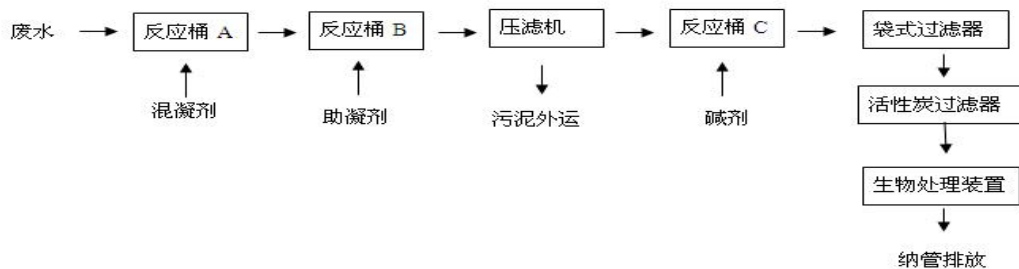 废水
反应桶 A
反应桶 B
压滤机
反应桶 C
袋式过滤器
混凝剂
助凝剂
污泥外运
碱剂
活性炭过滤器
生物处理装置
纳管排放